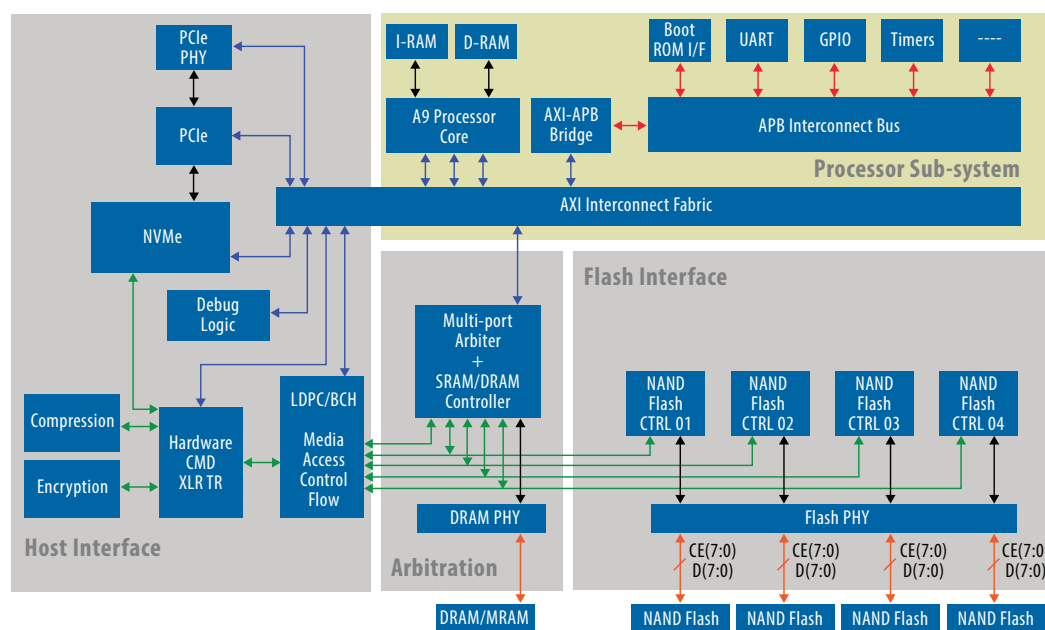 PCIe
PHY
PCIe
NVMe
Debug
Logic
Compression
Encryption
Hardware
CMD
XLR TR
LDPC/BCH
Media
Access
Control
Flow
Host Interface
I-RAM
D-RAM
A9 Processor
Core
AXI-APB
Bridge
Boot
ROM I/F
UART
GPIO
Timers
----
APB Interconnect Bus
Processor Sub-system
AXI Interconnect Fabric
Multi-port
Arbiter
+
SRAM/DRAM
Controller
DRAM PHY
Arbitration
DRAM/MRAM
Flash Interface
NAND
Flash
CTRL 01
NAND
Flash
CTRL 02
NAND
Flash
CTRL 03
NAND
Flash
CTRL 04
Flash PHY
CE(7:0)
D(7:0)
CE(7:0)
D(7:0)
CE(7:0)
D(7:0)
CE(7:0
D(7:0)
NAND Flash
NAND Flash
NAND Flash
NAND Flash